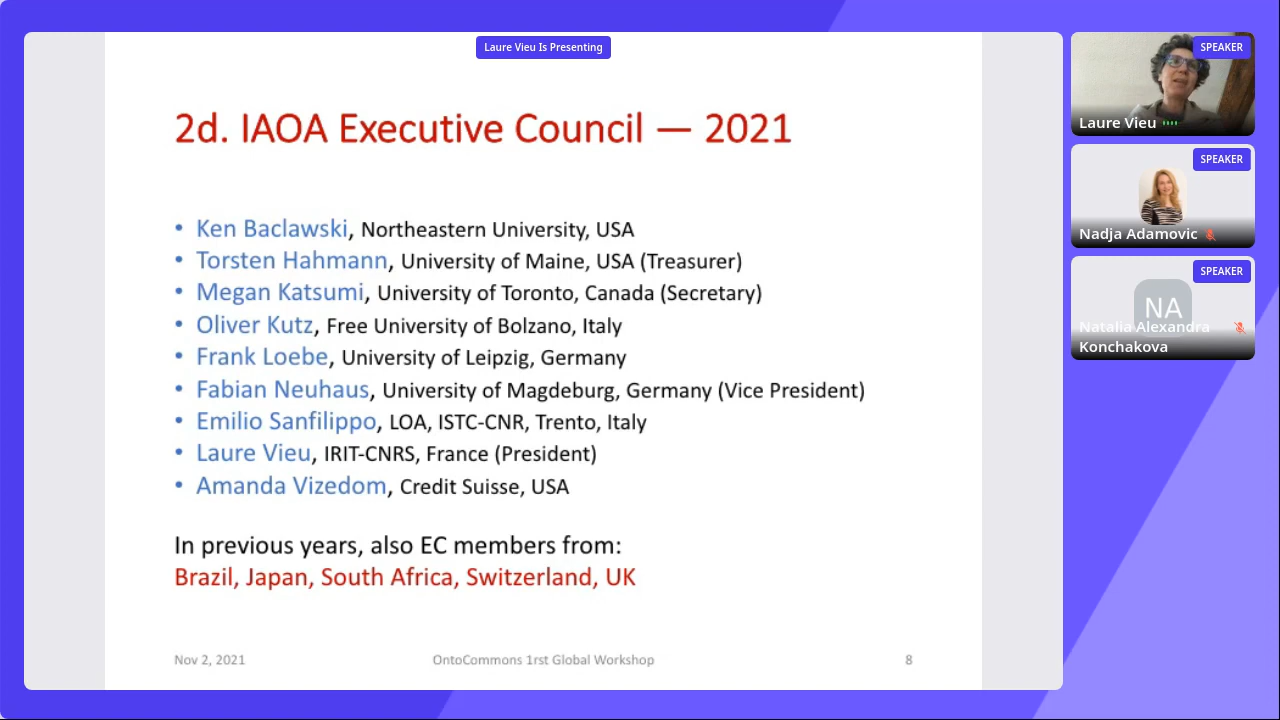 Laure Vieu Is Presenting
2d. IAOA Executive Council — 2021
• Ken Baclawski, Northeastern University, USA
• Torsten Hahmann, University of Maine, USA (Treasurer)
• Megan Katsumi, University of Toronto, Canada (Secretary)
• Oliver Kutz, Free University of Bolzano, Italy
• Frank Loebe, University of Leipzig, Germany
• Fabian Neuhaus, University of Magdeburg, Germany (Vice President)
• Emilio Sanfilippo, LOA, ISTC-CNR, Trento, Italy
• Laure Vieu, IRIT-CNRS, France (President)
• Amanda Vizedom, Credit Suisse, USA
In previous years, also EC members from:
Brazil, Japan, South Africa, Switzerland, UK
Nov 2, 2021
OntoCommons 1rst Global Workshop
8
SPEAKER
Laure Vieu
SPEAKER
Nadja Adamovic
SPEAKER
NA
Natalia Alexandra
Konchakova